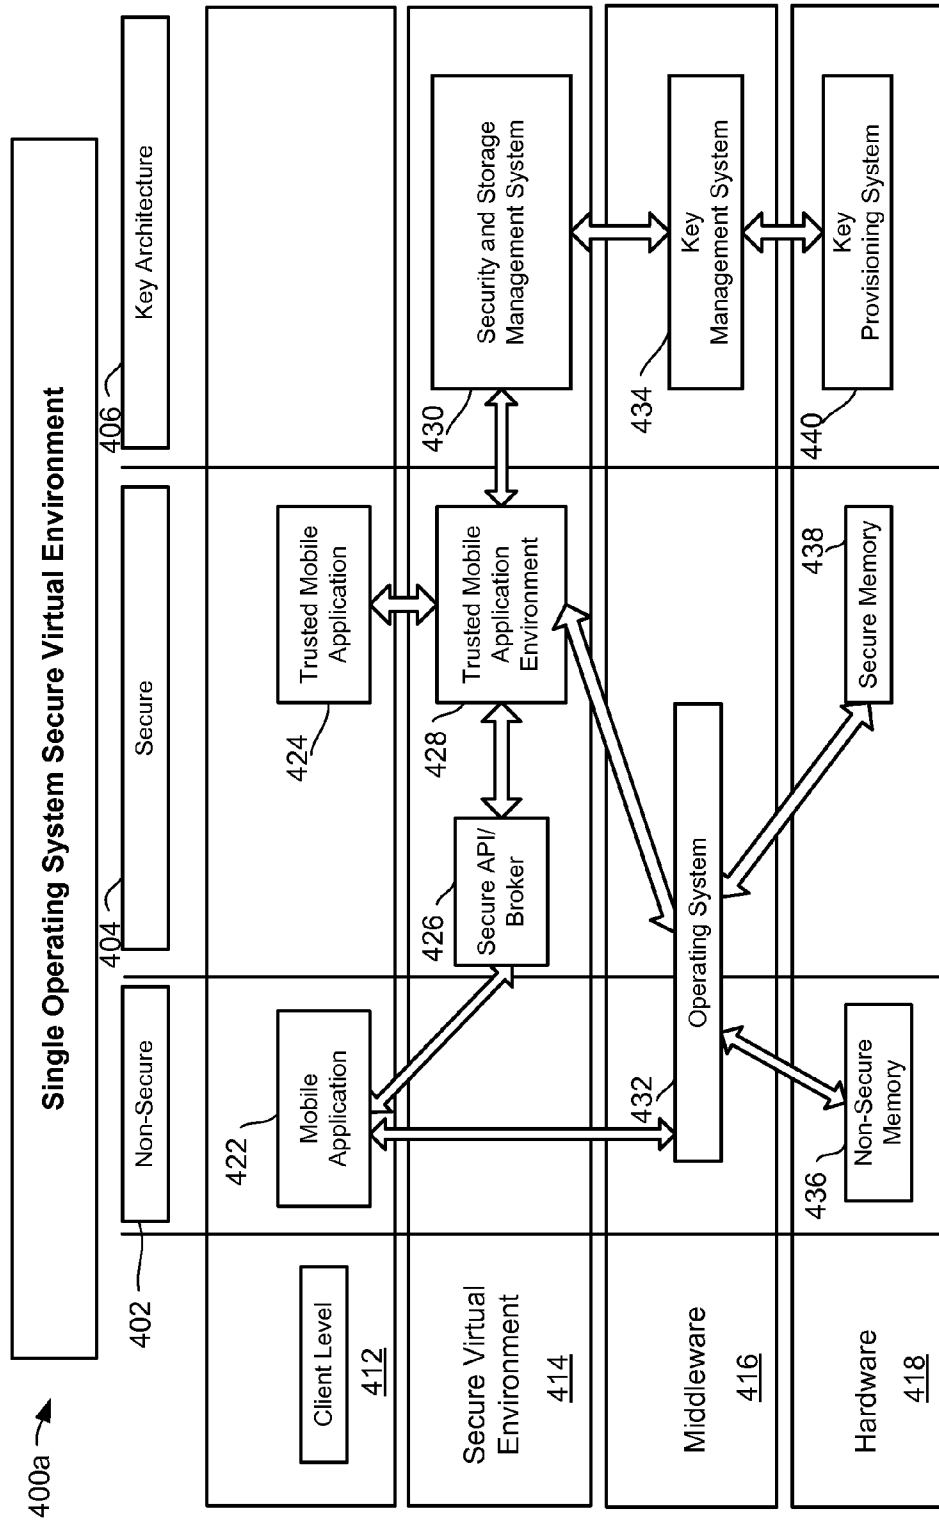 400a
Single Operating System Secure Virtual Environment
402
Non-Secure
404
Secure
406
Key Architecture
Client Level
412
422
Mobile
Application
424
Trusted Mobile
Application
Secure Virtual
Environment
414
426
Secure API/
Broker
428
Trusted Mobile
Application
Environment
430
Security and Storage
Management System
Middleware
416
432
Operating System
434
Key
Management System
Hardware
418
436
Non-Secure
Memory
438
Secure Memory
440
Key
Provisioning System